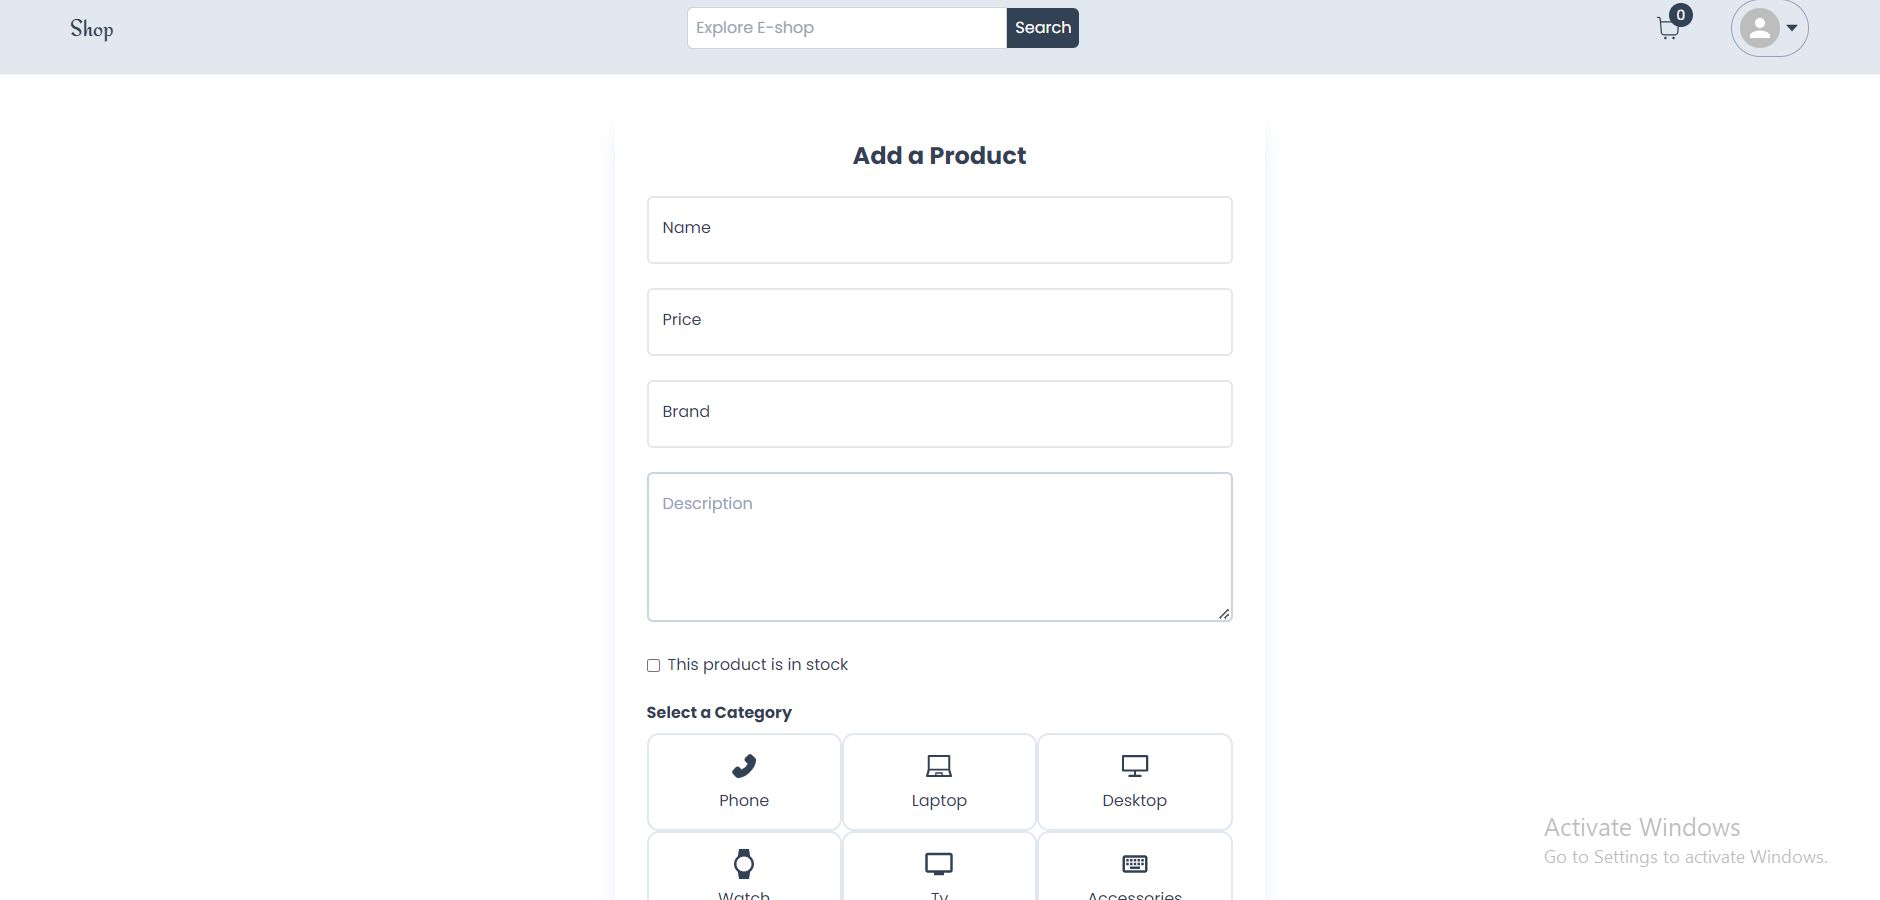 Shop
Explore E-shop
Search
0
Add a Product
Name
Price
Brand
Description
This product is in stock
Select a Category
Phone
Laptop
Desktop
Watch
Tv
Accessories
Activate Windows
Go to Settings to activate Windows.